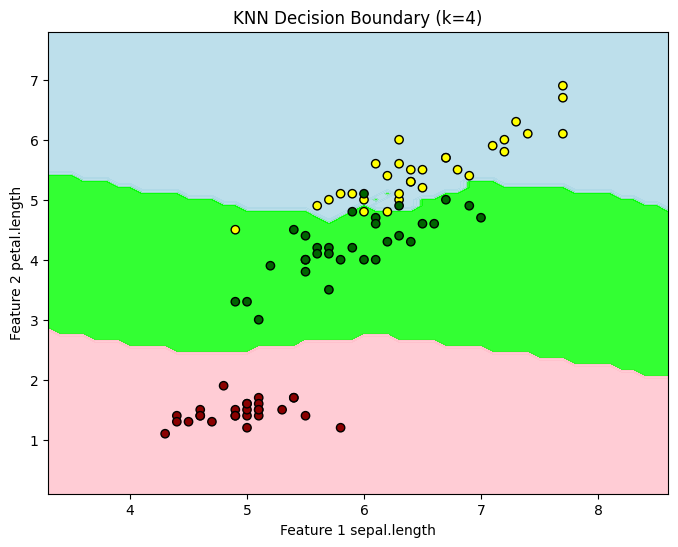 KNN Decision Boundary (k=4)
Feature 2 petal.length
7
6
5
4
3
2
1
4 5 6 7 8
Feature 1 sepal.length